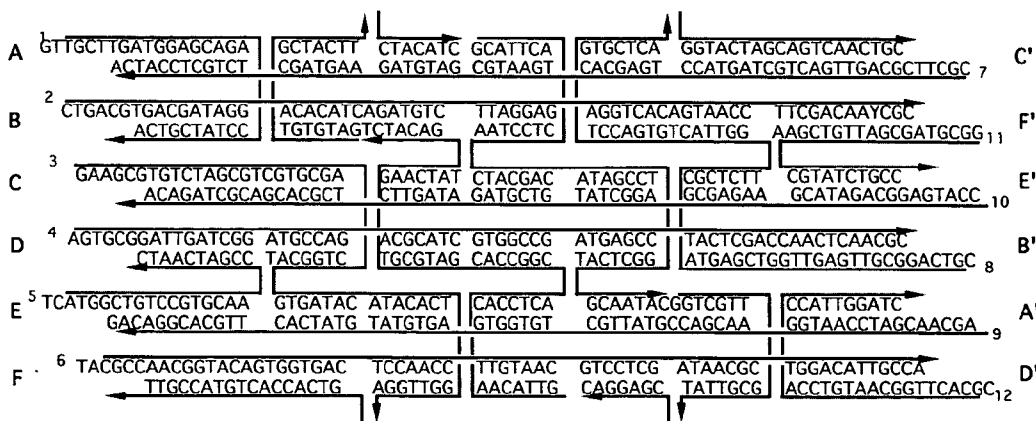 1
A GTTGCTTGATGGAGCAGA GCTACTT CTACATC GCATTCA GTGCTCA GGTACTAGCAGTCAACTGC C'
ACTACCTCGTCT CGATGAA GATGTAG CGTAAGT CACGAGT CCATGATCGTCAGTTGACGCTTCGC 7
2
B CTGACGTGACGATAGG ACACATCAGATGTC TTAGGAG AGGTCACAGTAACC TTCGACAAYCGC F'
ACTGCTATCC TGTGTAGTCTACAG AATCCTC TCCAGTGTCATTGG AAGCTGTTAGCGATGCGG 11
3
C GAAGCGTGTCTAGCGTCGTGCGA GAACTAT CTACGAC ATAGCCT CGCTCTT CGTATCTGCC E'
ACAGATCGCAGCACGCT CTTGATA GATGCTG TATCGGA GCGAGAA GCATAGACGGAGTACC 10
4
D AGTGCGGATTGATCGG ATGCCAG ACGCATC GTGGCCG ATGAGCC TACTCGACCAACTCAACGC B'
CTAACTAGCC TACGGTC TGCGTAG CACCGGC TACTCGG ATGAGCTGGTTGAGTTGCGGACTGC 8
5
E TCATGGCTGTCCGTGCAA GTGATAC ATACACT CACCTCA GCAATACGGTCGTT CCATTGGATC A'
GACAGGCACGTT CACTATG TATGTGA GTGGTGT CGTTATGCCAGCAA GGTAACCTAGCAACGA 9
6
F TACGCCAACGGTACAGTGGTGAC TCCAACC TTGTAAC GTCCTCG ATAACGC TGGACATTGCCA D'
TTGCCATGTCACCACTG AGGTTGG AACATTG CAGGAGC TATTGCG ACCTGTAACGGTTCACGC 12